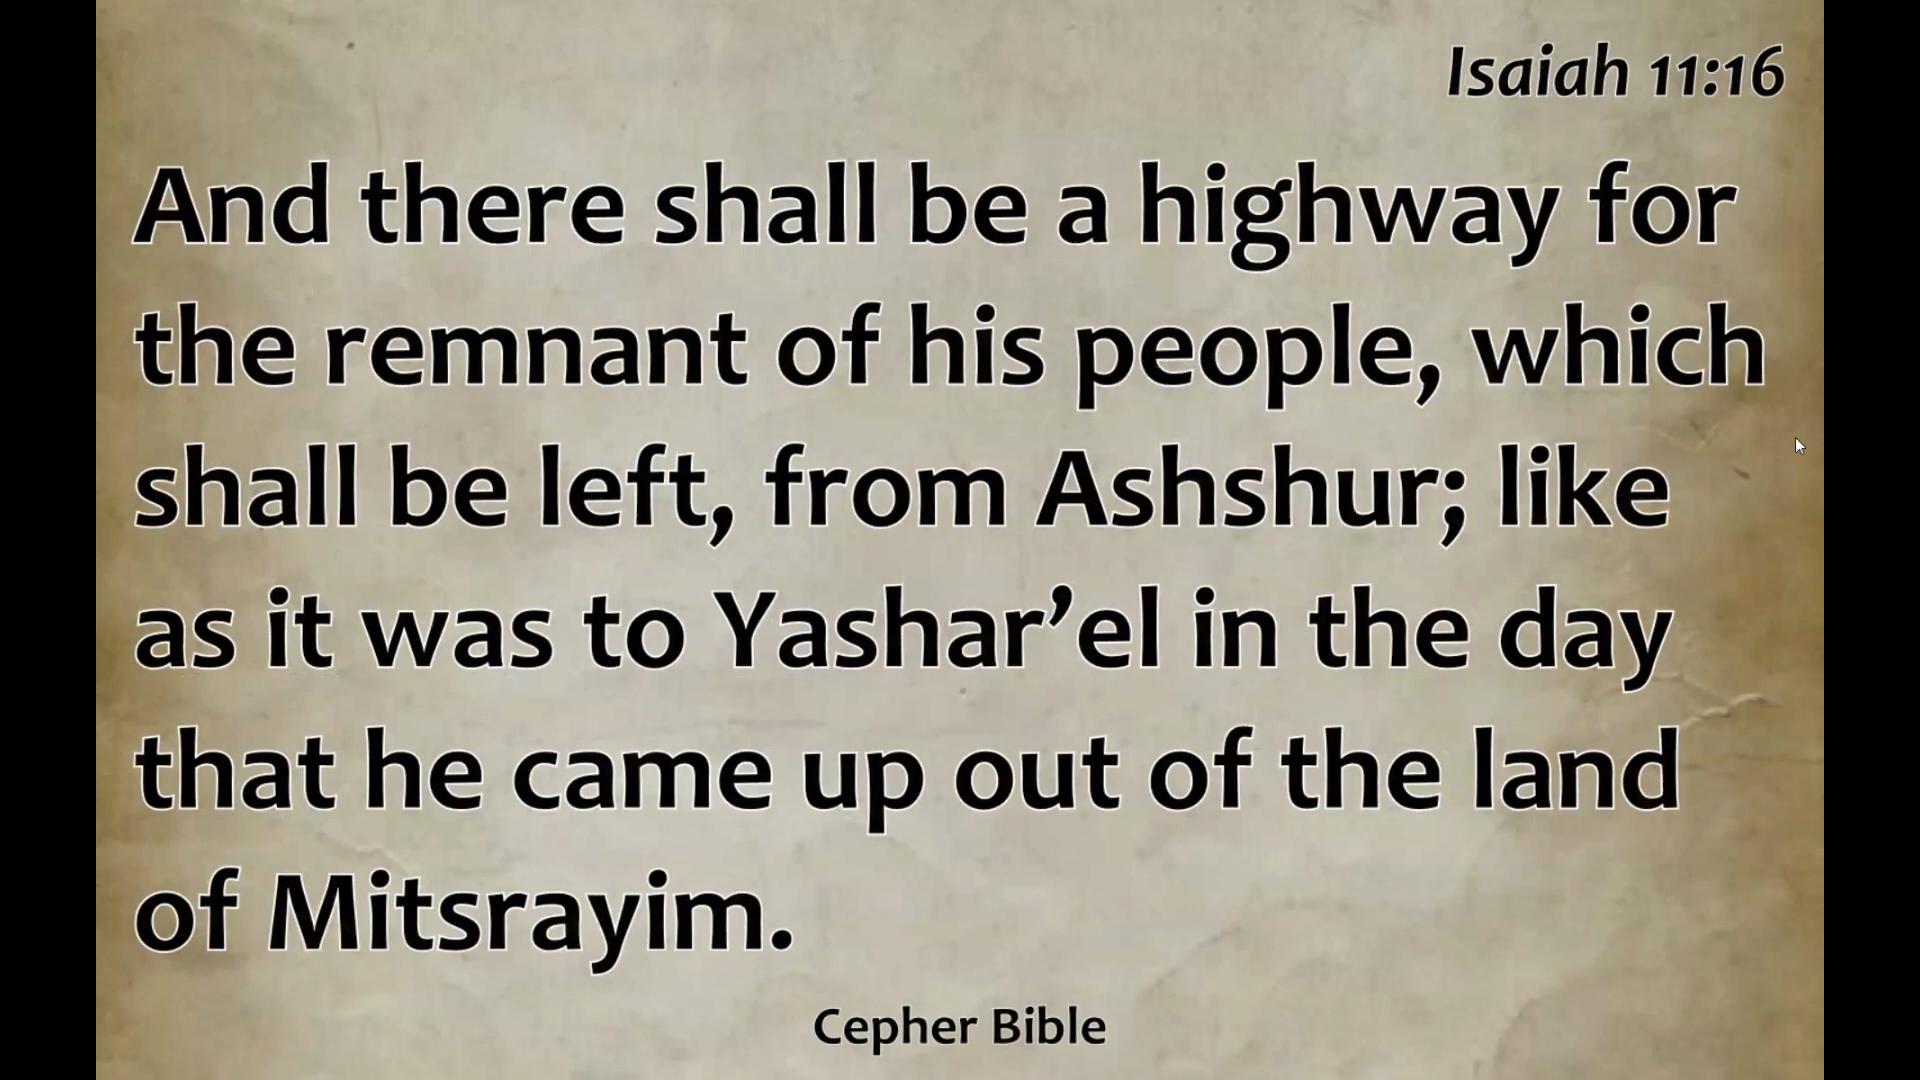 Isaiah 11:16
And there shall be a highway for
the remnant of his people, which
shall be left, from Ashshur; like
as it was to Yashar’el in the day
that he came up out of the land
of Mitsrayim.
Cepher Bible